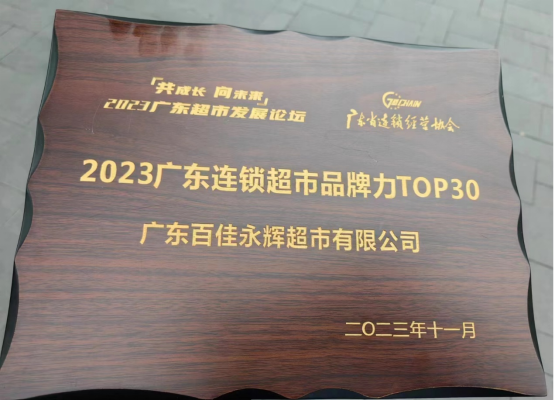 「共成长 向未来」
2023广东超市发展论坛
广东省连锁经营协会
2023广东连锁超市品牌力TOP30
广东百佳永辉超市有限公司
二〇二三年十一月